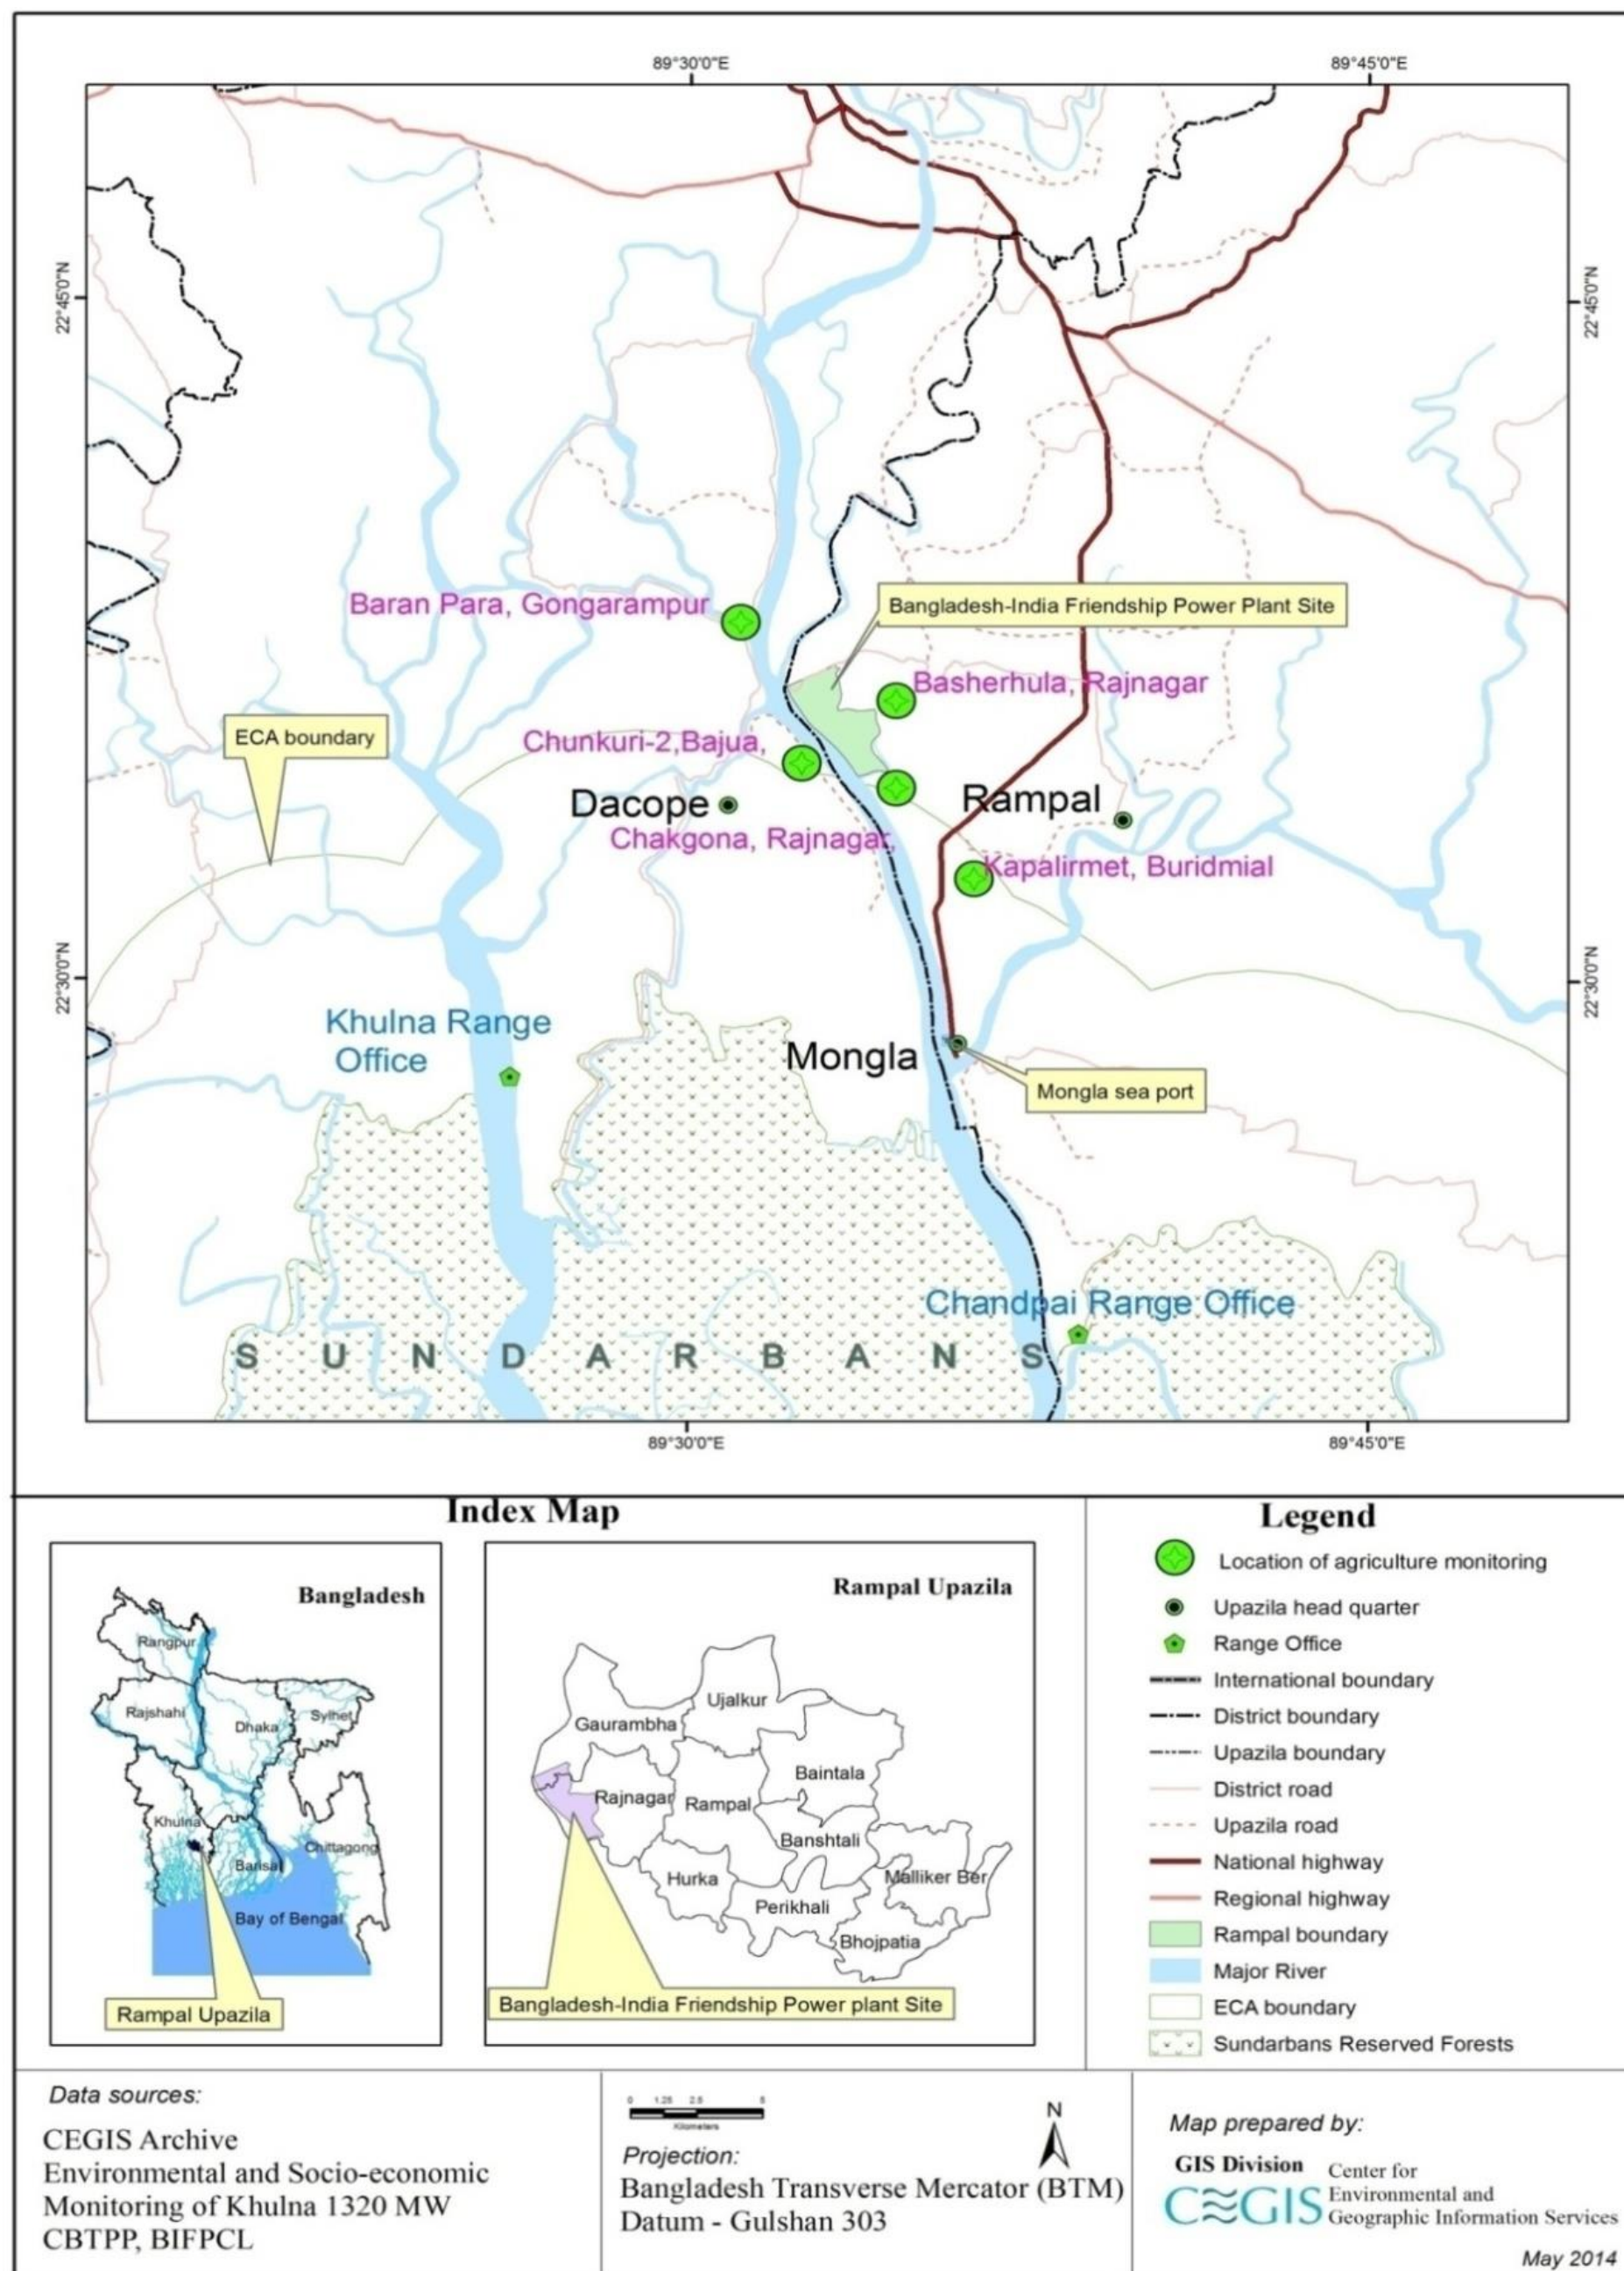 89°30'0"E
89°45'0"E
22°45'0"N
22°45'0"N
Baran Para, Gongarampur
Bangladesh-India Friendship Power Plant Site
Basherhula, Rajnagar
ECA boundary
Chunkuri-2,Bajua,
Dacope
Rampal
Chakgona, Rajnagar,
Kapalirmet, Buridmial
22°30'0"N
22°30'0"N
Khulna Range
Office
Mongla
Mongla sea port
Chandpai Range Office
S U N D A R B A N S
89°30'0"E
89°45'0"E
Index Map
Bangladesh
Rangpur
Rajshahi
Dhaka
Sylhet
Khulna
Barisal
Chittagong
Bay of Bengal
Rampal Upazila
Rampal Upazila
Ujalkur
Gaurambha
Baintala
Rajnagar
Rampal
Banshtali
Hurka
Malliker Ber
Perikhali
Bhojpatia
Bangladesh-India Friendship Power plant Site
Legend
Location of agriculture monitoring
Upazila head quarter
Range Office
International boundary
District boundary
Upazila boundary
District road
Upazila road
National highway
Regional highway
Rampal boundary
Major River
ECA boundary
Sundarbans Reserved Forests
Data sources:
CEGIS Archive
Environmental and Socio-economic
Monitoring of Khulna 1320 MW
CBTPP, BIFPCL
0 1.25 2.5 5
Kilometers
N
Projection:
Bangladesh Transverse Mercator (BTM)
Datum - Gulshan 303
Map prepared by:
GIS Division
CEGIS
Center for
Environmental and
Geographic Information Services
May 2014